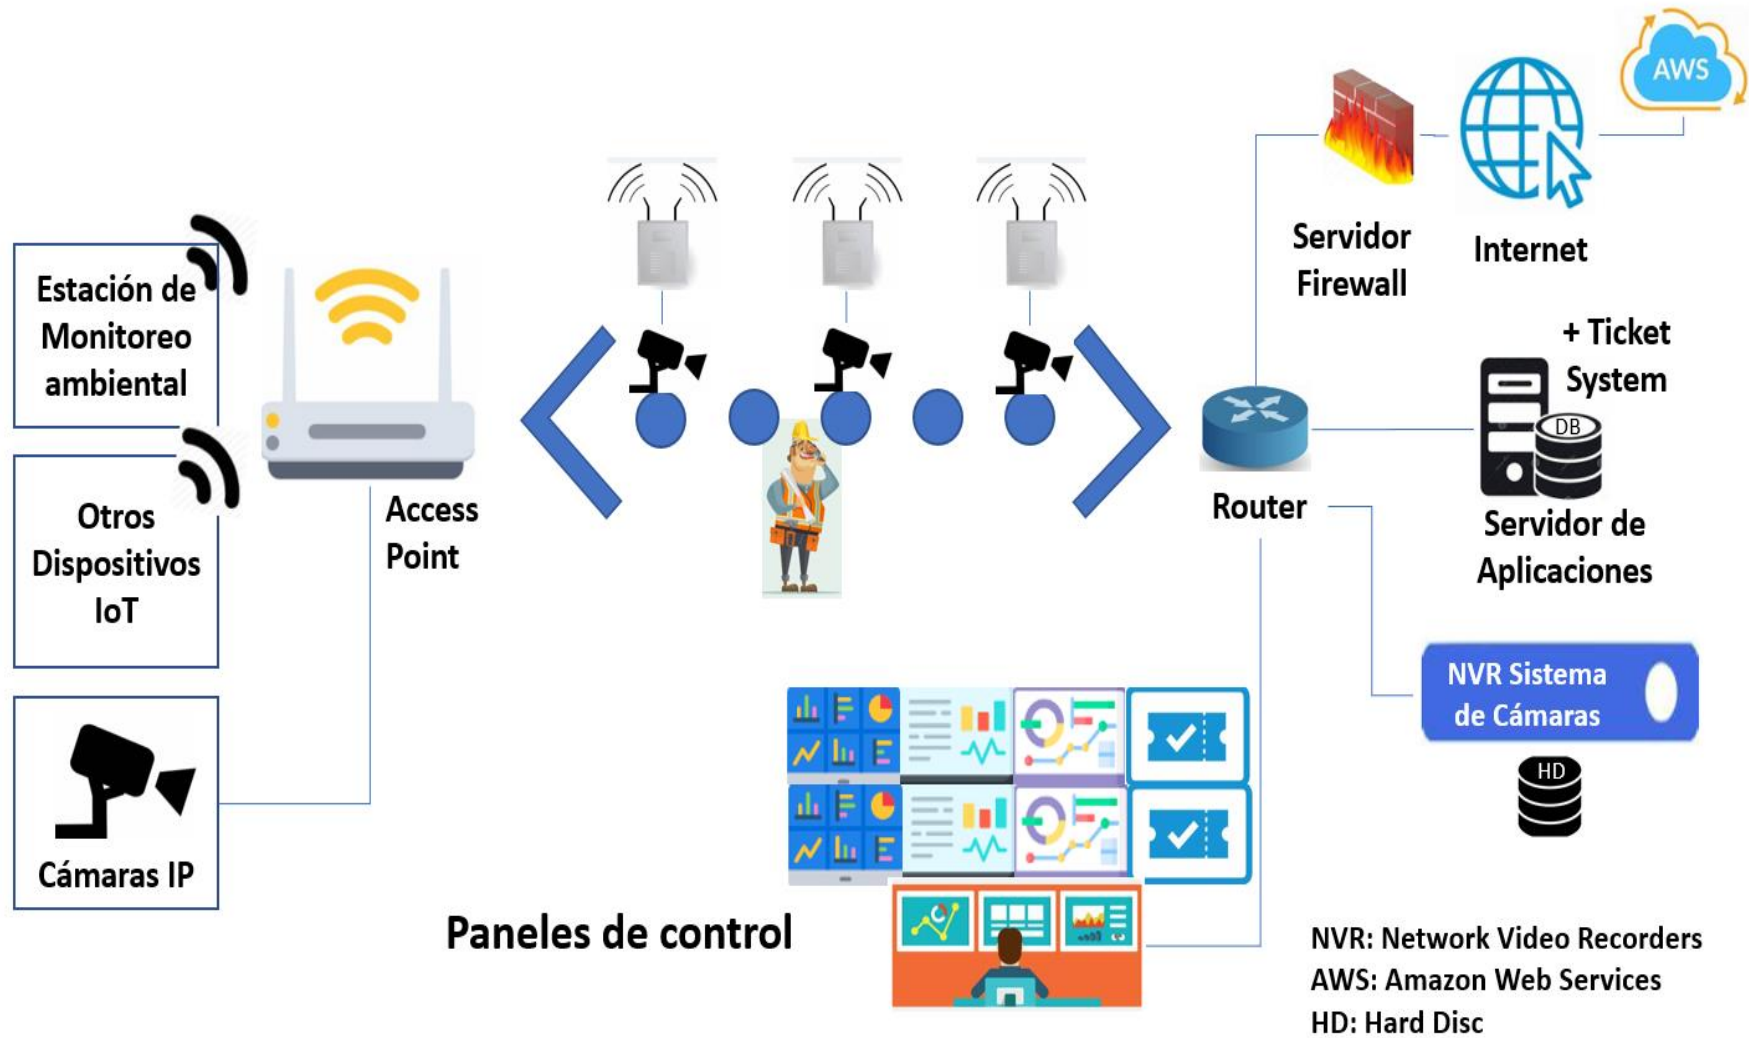 AWS
Servidor
Firewall
Internet
Estación de
Monitoreo
ambiental
+ Ticket
System
DB
Servidor de
Aplicaciones
Otros
Dispositivos
IoT
Access
Point
Router
NVR Sistema
de Cámaras
HD
Cámaras IP
Paneles de control
NVR: Network Video Recorders
AWS: Amazon Web Services
HD: Hard Disc